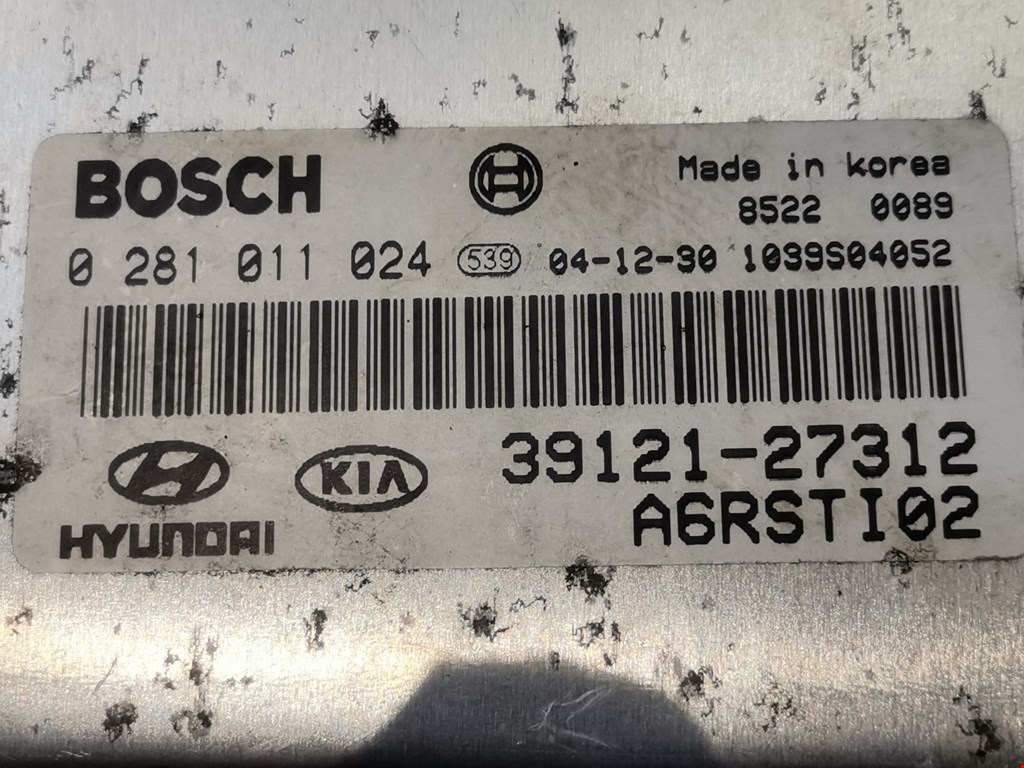 BOSCH
Made in korea
8522 0089
0 281 011 024 539 04-12-30 1039S04052
39121-27312
KIA
HYUNDAI
A6RSTI02